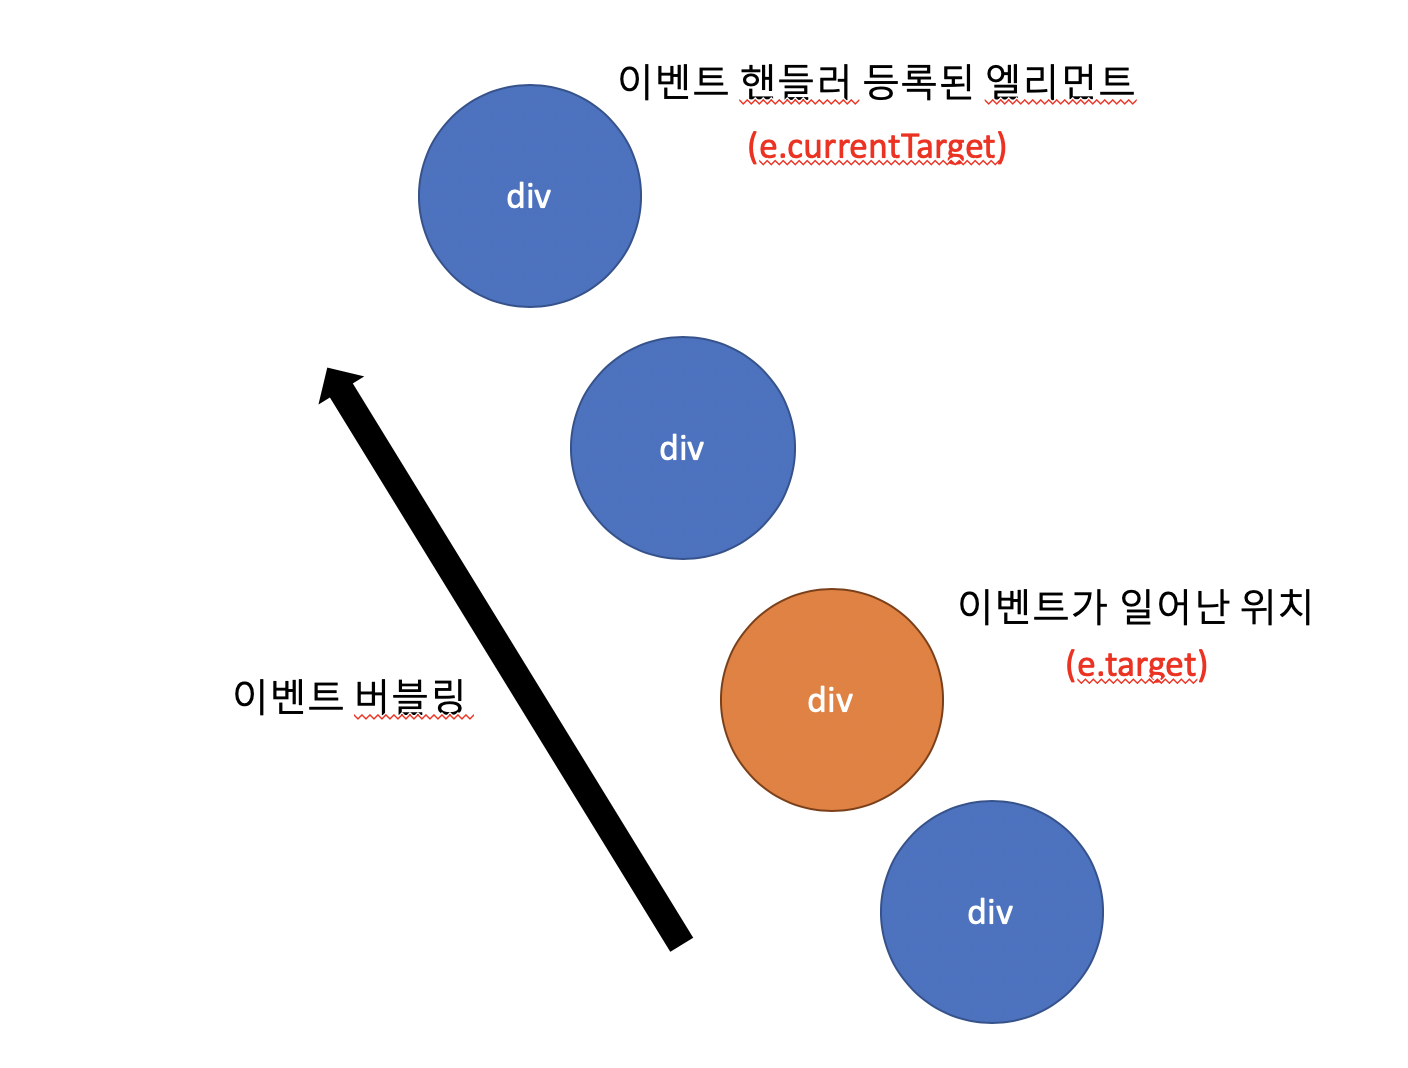 이벤트 핸들러 등록된 엘리먼트
(e.currentTarget)
div
div
이벤트가 일어난 위치
(e.target)
이벤트 버블링
div
div